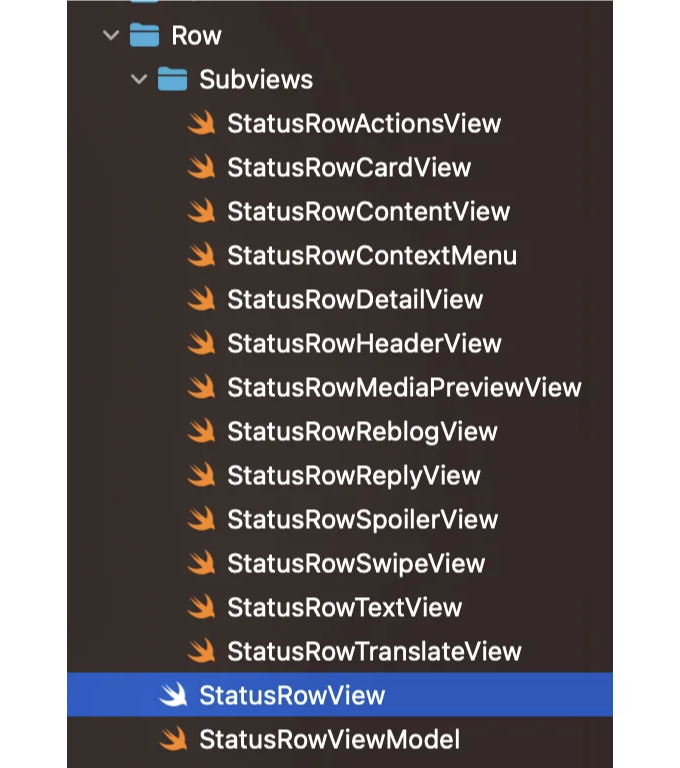 Row
Subviews
StatusRowActionsView
StatusRowCardView
StatusRowContentView
StatusRowContextMenu
StatusRowDetailView
StatusRowHeaderView
StatusRowMediaPreviewView
StatusRowReblogView
StatusRowReplyView
StatusRowSpoilerView
StatusRowSwipeView
StatusRowTextView
StatusRowTranslateView
StatusRowView
StatusRowViewModel